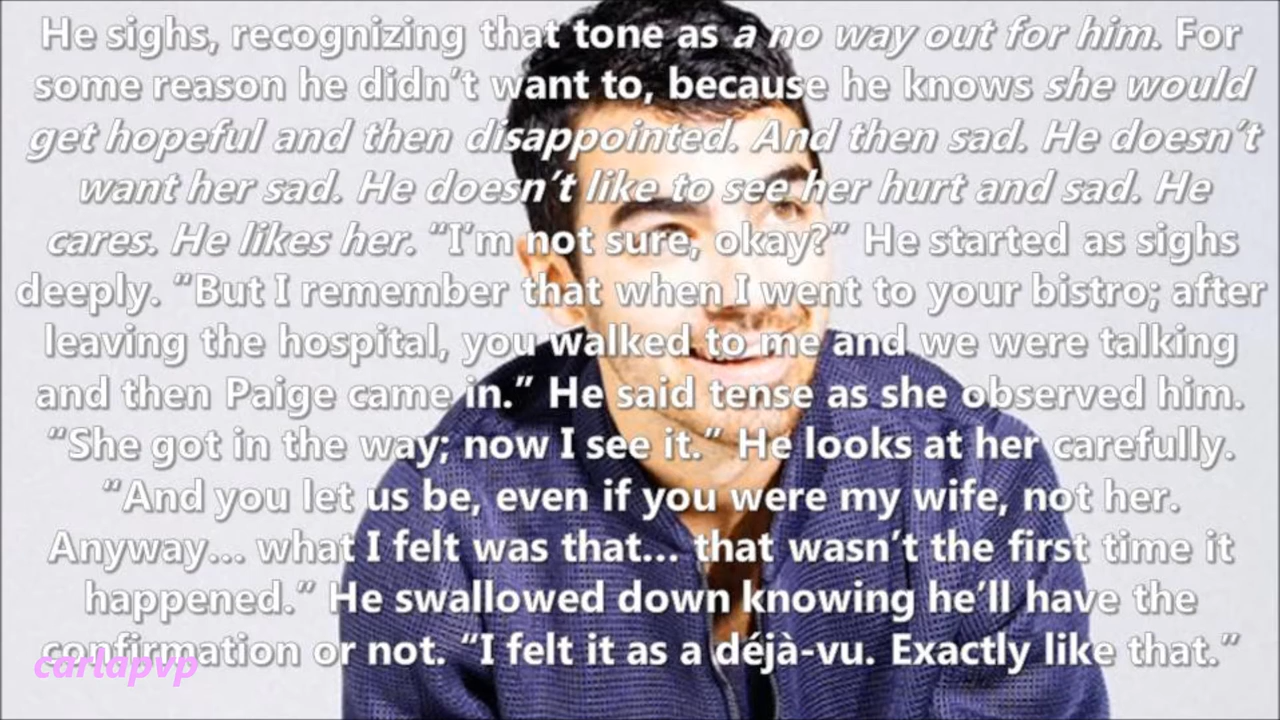 He sighs, recognizing that tone as a no way out for him. For
some reason he didn’t want to, because he knows she would
get hopeful and then disappointed. And then sad. He doesn’t
want her sad. He doesn’t like to see her hurt and sad. He
cares. He likes her. “I’m not sure, okay?” He started as sighs
deeply. “But I remember that when I went to your bistro; after
leaving the hospital, you walked to me and we were talking
and then Paige came in.” He said tense as she observed him.
“She got in the way; now I see it.” He looks at her carefully.
“And you let us be, even if you were my wife, not her.
Anyway… what I felt was that… that wasn’t the first time it
happened.” He swallowed down knowing he’ll have the
confirmation or not. “I felt it as a déjà-vu. Exactly like that.”
carlapvp